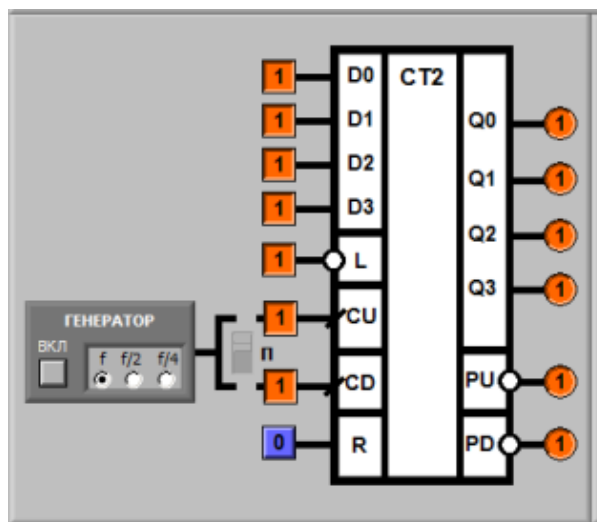 1 D0 CT2
1 D1 Q0 1
1 D2 Q1 1
1 D3 Q2 1
1 L Q3 1
ГЕНЕРАТОР
ВКЛ f f/2 f/4
П
1 CU
1 CD PU 1
0 R PD 1